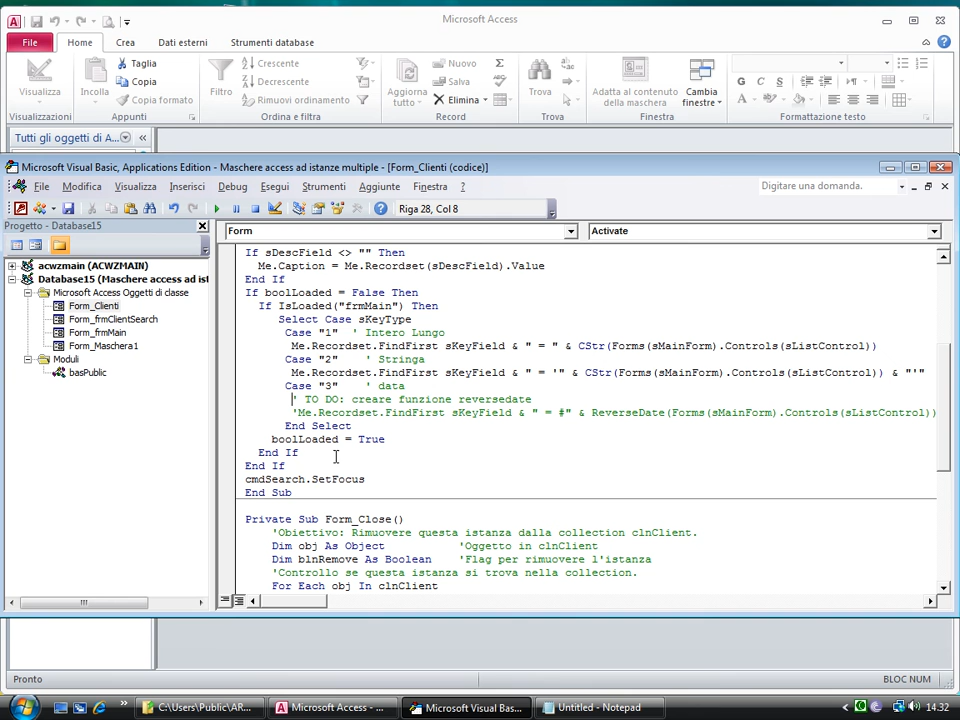 Microsoft Access
File Home Crea Dati esterni Strumenti database
Visualizza
Incolla
Taglia
Copia
Copia formato
Filtro
Crescente
Decrescente
Rimuovi ordinamento
Aggiorna tutto
Nuovo
Salva
Elimina
Trova
Adatta al contenuto della maschera
Cambia finestre
G C S
Visualizzazioni Appunti Ordina e filtra Record Trova Finestra Formattazione testo
Tutti gli oggetti di A...
Microsoft Visual Basic, Applications Edition - Maschere access ad istanze multiple - [Form_Clienti (codice)]
File Modifica Visualizza Inserisci Debug Formato Esegui Strumenti Aggiunte Finestra ?
Digitare una domanda.
Riga 28, Col 8
Progetto - Database15
acwzmain (ACWZMAIN)
Database15 (Maschere access ad ist
Microsoft Access Oggetti di classe
Form_Clienti
Form_frmClientSearch
Form_frmMain
Form_Maschera1
Moduli
basPublic
Form Activate
If sDescField <> "" Then
Me.Caption = Me.Recordset(sDescField).Value
End If
If boolLoaded = False Then
If IsLoaded("frmMain") Then
Select Case sKeyType
Case "1" ' Intero Lungo
Me.Recordset.FindFirst sKeyField & " = " & CStr(Forms(sMainForm).Controls(sListControl))
Case "2" ' Stringa
Me.Recordset.FindFirst sKeyField & " = '" & CStr(Forms(sMainForm).Controls(sListControl)) & "'"
Case "3" ' data
' TO DO: creare funzione reversedate
'Me.Recordset.FindFirst sKeyField & " = #" & ReverseDate(Forms(sMainForm).Controls(sListControl))
End Select
boolLoaded = True
End If
End If
cmdSearch.SetFocus
End Sub
Private Sub Form_Close()
'Obiettivo: Rimuovere questa istanza dalla collection clnClient.
Dim obj As Object 'Oggetto in clnClient
Dim blnRemove As Boolean 'Flag per rimuovere l'istanza
'Controllo se questa istanza si trova nella collection.
For Each obj In clnClient
Pronto BLOC NUM
C:\Users\Public\AR... Microsoft Access - ... Microsoft Visual Bas... Untitled - Notepad 14.32